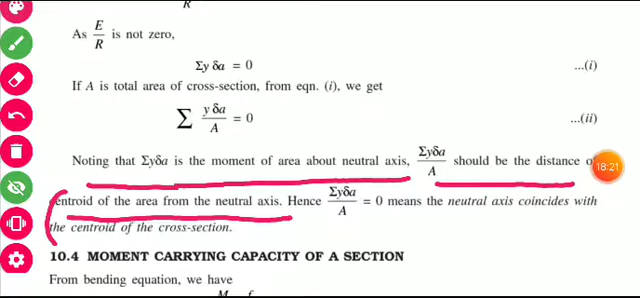 R
As E/R is not zero,
Σy δa = 0 ...(i)
If A is total area of cross-section, from eqn. (i), we get
∑ y δa/A = 0 ...(ii)
Noting that Σyδa is the moment of area about neutral axis, Σyδa/A should be the distance
18:21
entroid of the area from the neutral axis. Hence Σyδa/A = 0 means the neutral axis coincides with
the centroid of the cross-section.
10.4 MOMENT CARRYING CAPACITY OF A SECTION
From bending equation, we have
M f